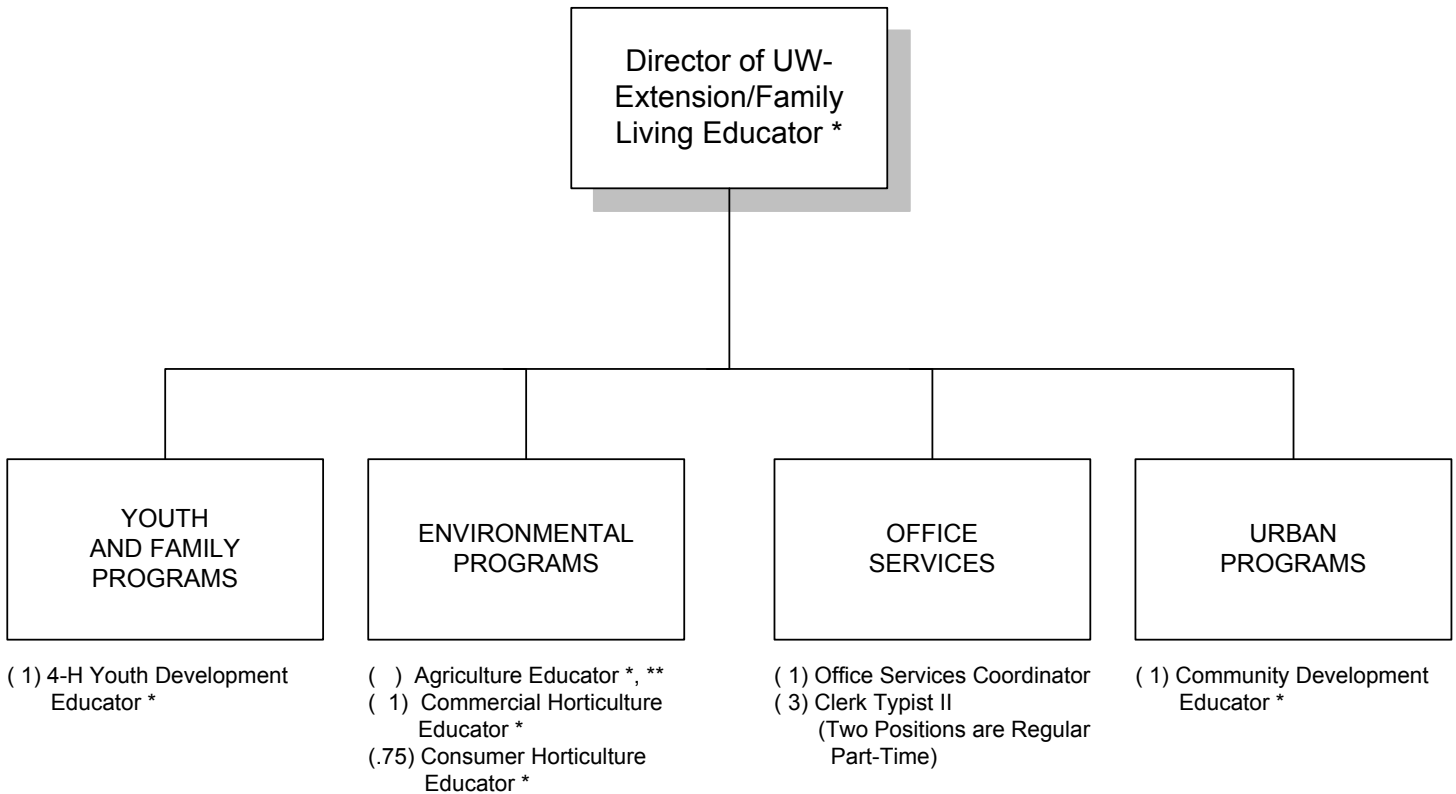 Director of UW-
Extension/Family
Living Educator *
YOUTH
AND FAMILY
PROGRAMS
( 1) 4-H Youth Development
Educator *
ENVIRONMENTAL
PROGRAMS
( ) Agriculture Educator *, **
( 1) Commercial Horticulture
Educator *
(.75) Consumer Horticulture
Educator *
OFFICE
SERVICES
( 1) Office Services Coordinator
( 3) Clerk Typist II
(Two Positions are Regular
Part-Time)
URBAN
PROGRAMS
( 1) Community Development
Educator *